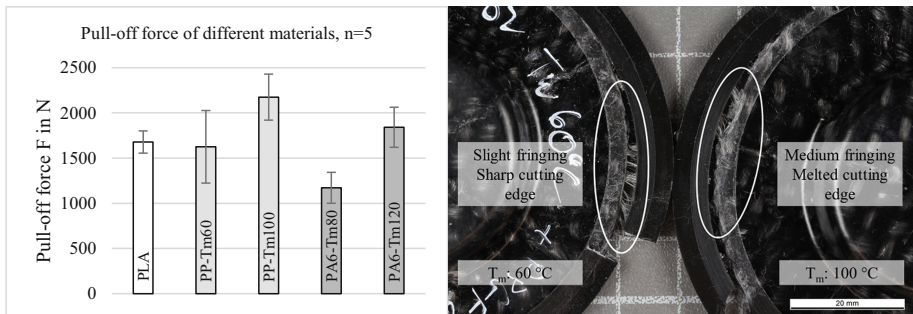 Pull-off force of different materials, n=5
Pull-off force F in N
2500
2000
1500
1000
500
0
PLA
PP-Tm60
PP-Tm100
PA6-Tm80
PA6-Tm120
Slight fringing
Sharp cutting
edge
Medium fringing
Melted cutting
edge
Tₘ: 60 °C
Tₘ: 100 °C
20 mm